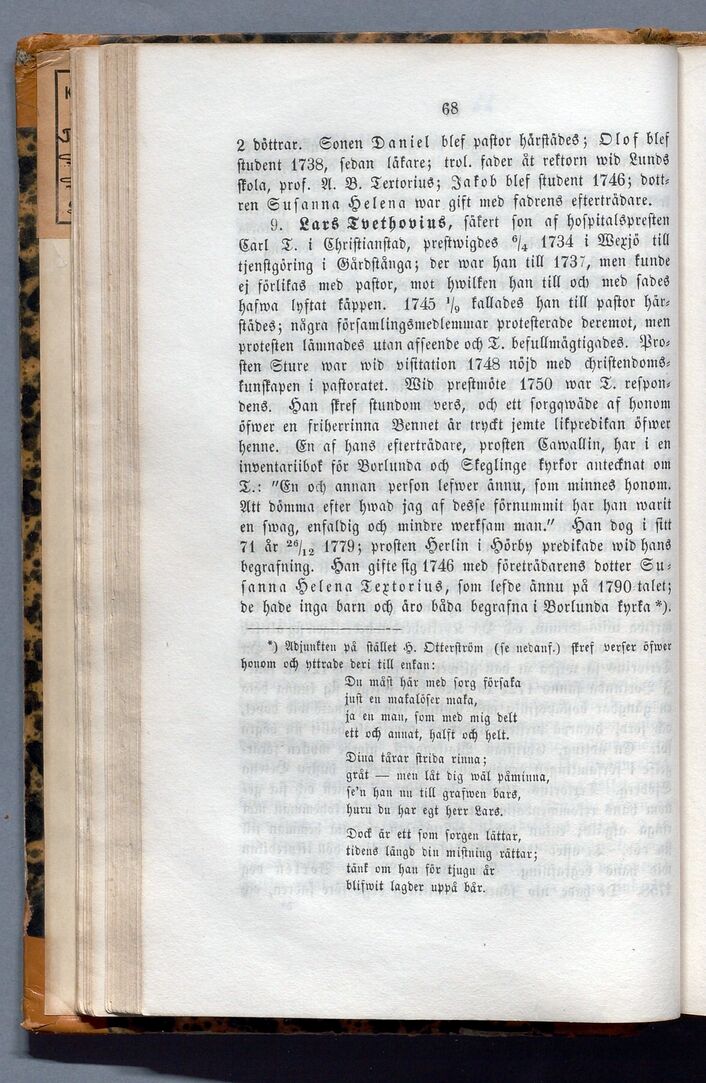 68
2 döttrar. Sonen Daniel blef pastor härstädes; Olof blef
student 1738, sedan läkare; trol. fader åt rektorn wid Lunds
skola, prof. A. B. Textorius; Jakob blef student 1746; dott-
ren Susanna Helena war gift med fadrens efterträdare.
9. Lars Tvethovius, säkert son af hospitalspresten
Carl T. i Christianstad, prestwigdes 6/4 1734 i Wexjö till
tjenstgöring i Gårdstånga; der war han till 1737, men kunde
ej förlikas med pastor, mot hwilken han till och med sades
hafwa lyftat käppen. 1745 1/9 kallades han till pastor här-
städes; några församlingsmedlemmar protesterade deremot, men
protesten lämnades utan afseende och T. befullmägtigades. Pro-
sten Sture war wid visitation 1748 nöjd med christendoms-
kunskapen i pastoratet. Wid prestmöte 1750 war T. respon-
dens. Han skref stundom vers, och ett sorgqwäde af honom
öfwer en friherrinna Bennet är tryckt jemte likpredikan öfwer
henne. En af hans efterträdare, prosten Cawallin, har i en
inventariibok för Borlunda och Skeglinge kyrkor antecknat om
T.: "En och annan person lefwer ännu, som minnes honom.
Att dömma efter hwad jag af desse förnummit har han warit
en swag, enfaldig och mindre werksam man." Han dog i sitt
71 år 26/12 1779; prosten Herlin i Hörby predikade wid hans
begrafning. Han gifte sig 1746 med företrädarens dotter Su-
sanna Helena Textorius, som lefde ännu på 1790 talet;
de hade inga barn och äro båda begrafna i Borlunda kyrka *).
*) Adjunkten på stället H. Otterström (se nedanf.) skref verser öfwer
honom och yttrade deri till enkan:
Du måst här med sorg försaka
just en makalöser maka,
ja en man, som med mig delt
ett och annat, halft och helt.
Dina tårar strida rinna;
gråt — men låt dig wäl påminna,
se'n han nu till grafwen bars,
huru du har egt herr Lars.
Dock är ett som sorgen lättar,
tidens längd din mistning rättar;
tänk om han för tjugu år
blifwit lagder uppå bår.